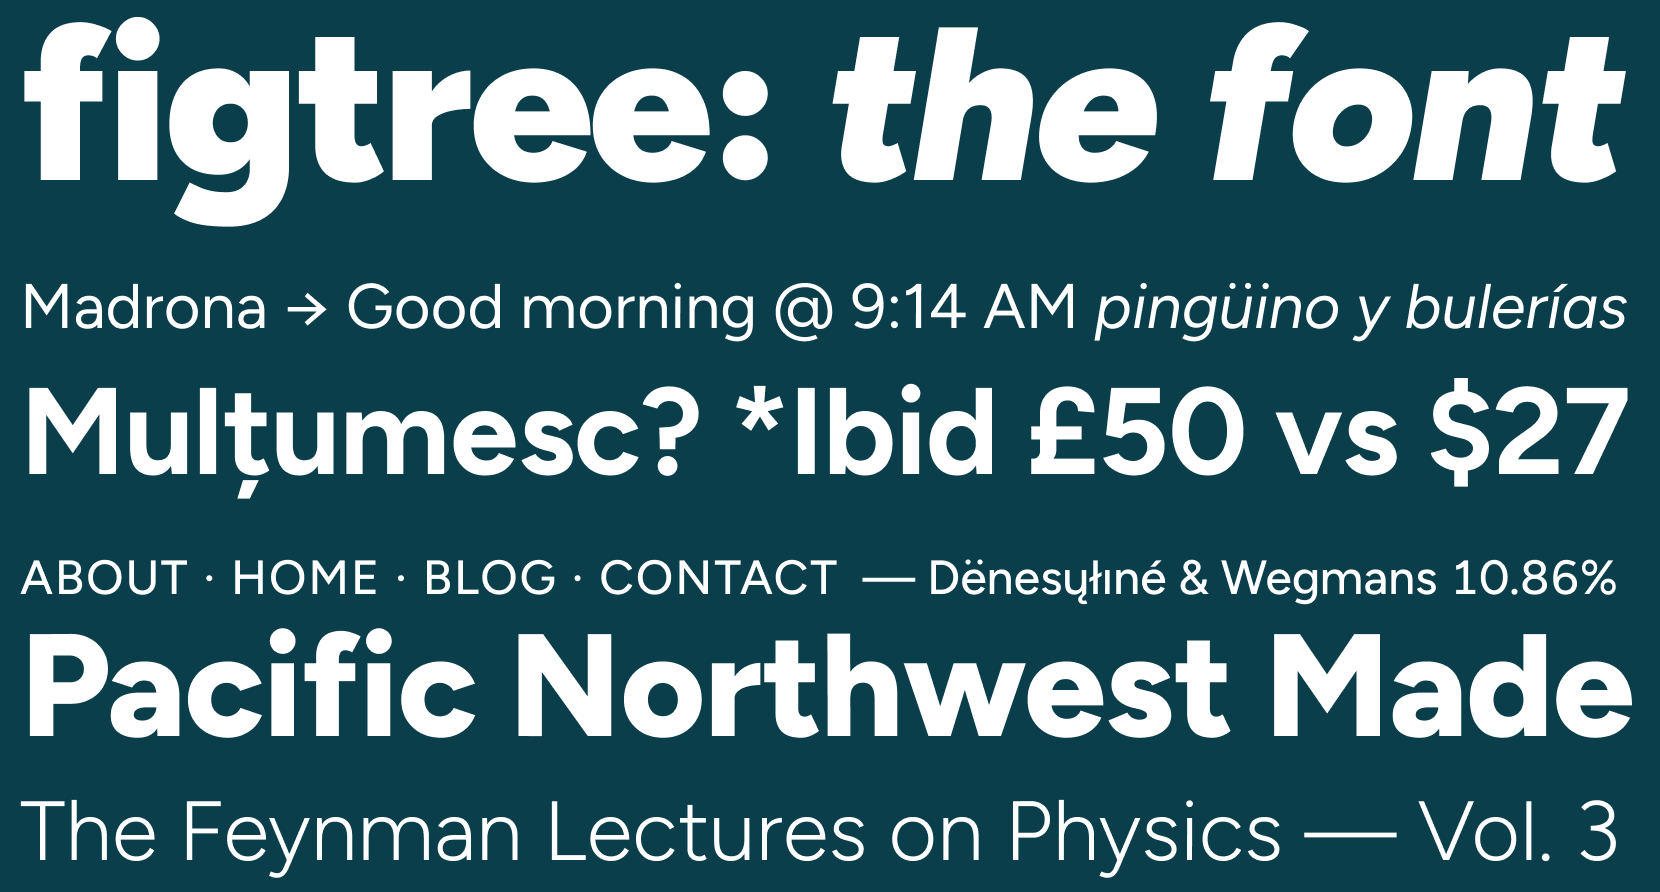 figtree: the font
Madrona → Good morning @ 9:14 AM pingüino y bulerías
Mulțumesc? *Ibid £50 vs $27
ABOUT · HOME · BLOG · CONTACT — Dënesųłıné & Wegmans 10.86%
Pacific Northwest Made
The Feynman Lectures on Physics — Vol. 3